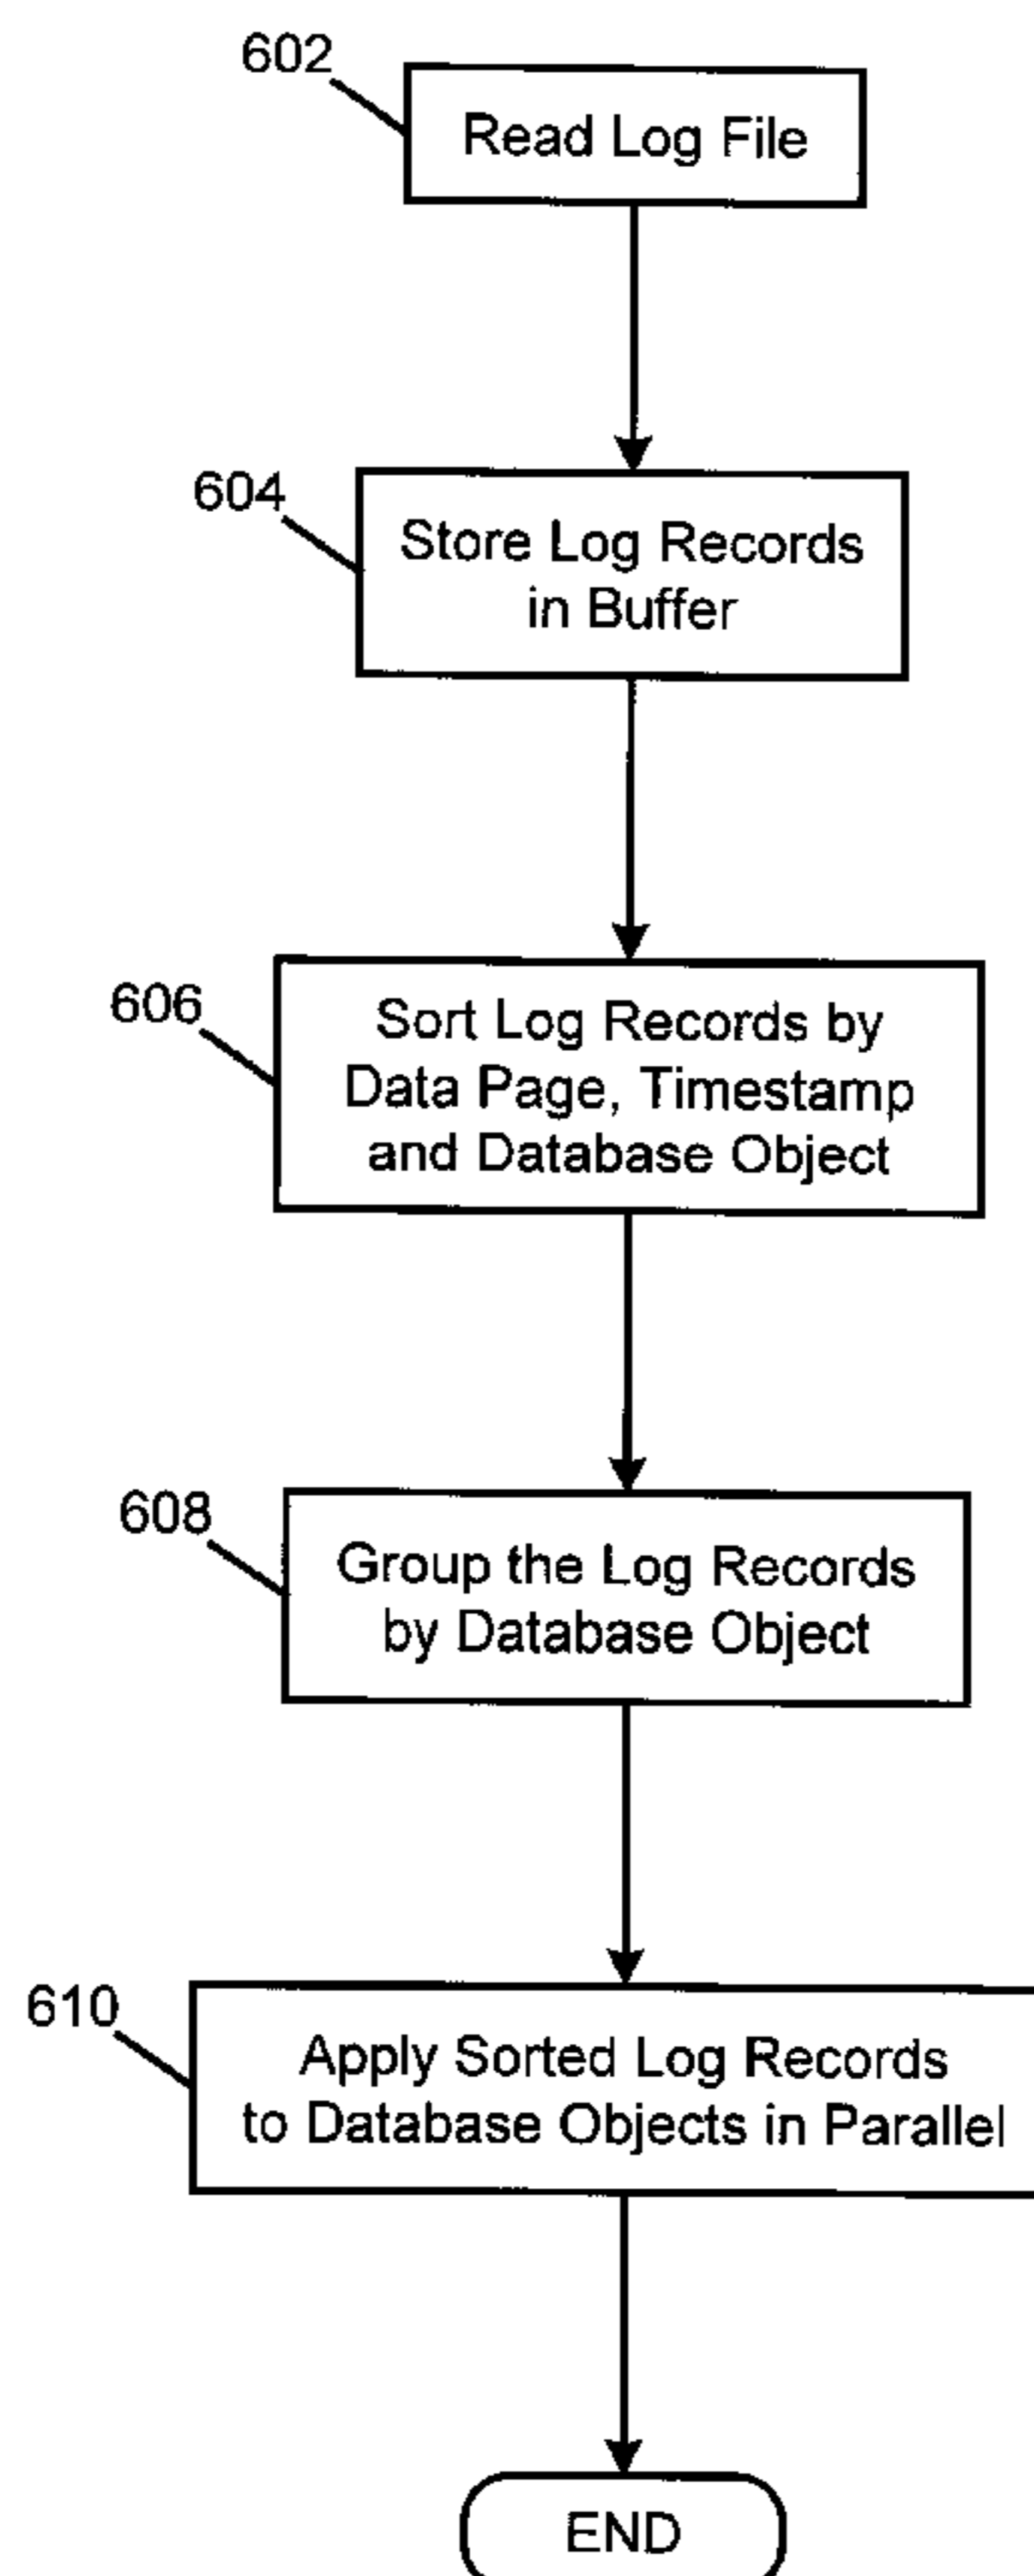 602
Read Log File
604
Store Log Records
in Buffer
606
Sort Log Records by
Data Page, Timestamp
and Database Object
608
Group the Log Records
by Database Object
610
Apply Sorted Log Records
to Database Objects in Parallel
END